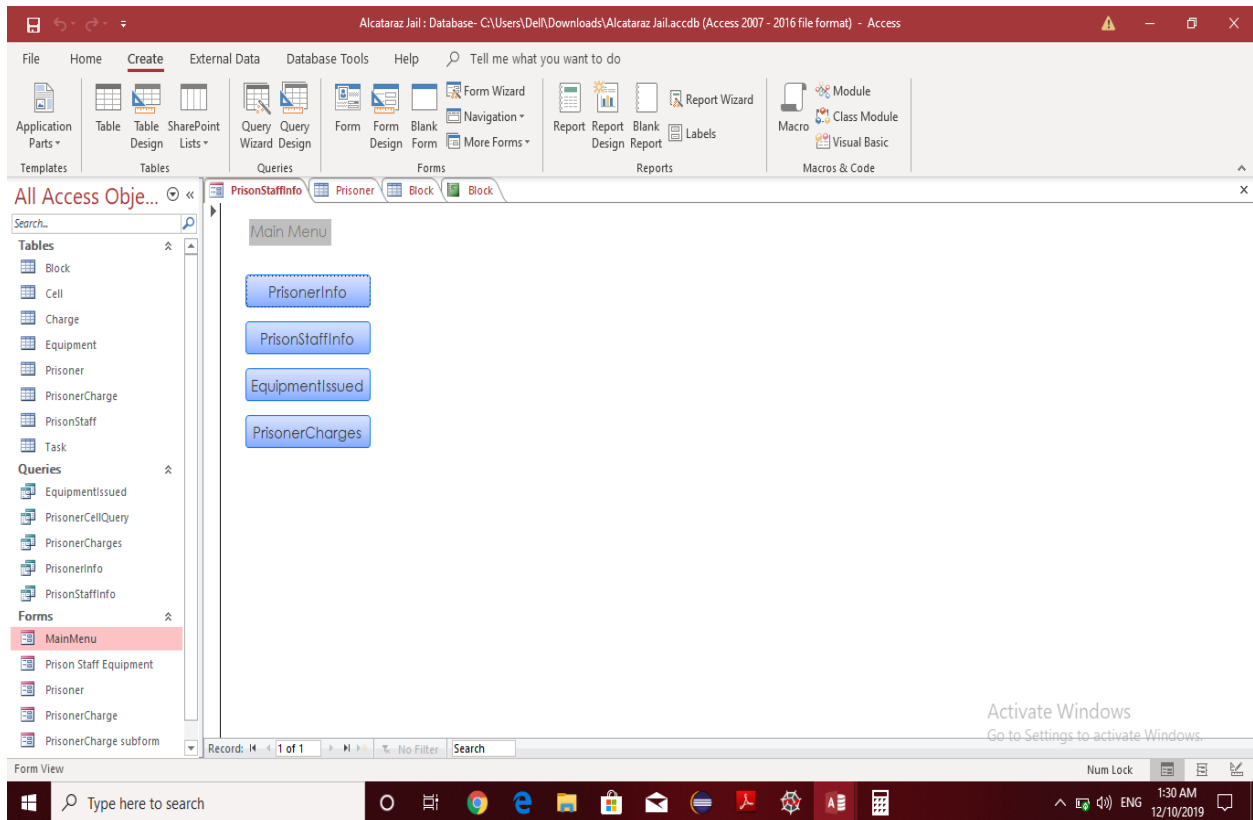 Alcataraz Jail : Database- C:\Users\Dell\Downloads\Alcataraz Jail.accdb (Access 2007 - 2016 file format) - Access
File Home Create External Data Database Tools Help Tell me what you want to do
Application Parts
Table
Table Design
SharePoint Lists
Query Wizard
Query Design
Form
Form Design
Blank Form
Form Wizard
Navigation
More Forms
Report
Report Design
Blank Report
Report Wizard
Labels
Macro
Module
Class Module
Visual Basic
Templates Tables Queries Forms Reports Macros & Code
All Access Obje...
Search...
Tables
Block
Cell
Charge
Equipment
Prisoner
PrisonerCharge
PrisonStaff
Task
Queries
EquipmentIssued
PrisonerCellQuery
PrisonerCharges
PrisonerInfo
PrisonStaffInfo
Forms
MainMenu
Prison Staff Equipment
Prisoner
PrisonerCharge
PrisonerCharge subform
PrisonStaffInfo Prisoner Block Block
Main Menu
PrisonerInfo
PrisonStaffInfo
EquipmentIssued
PrisonerCharges
Activate Windows
Go to Settings to activate Windows.
Record: 1 of 1 No Filter Search
Form View Num Lock
Type here to search
ENG
1:30 AM
12/10/2019